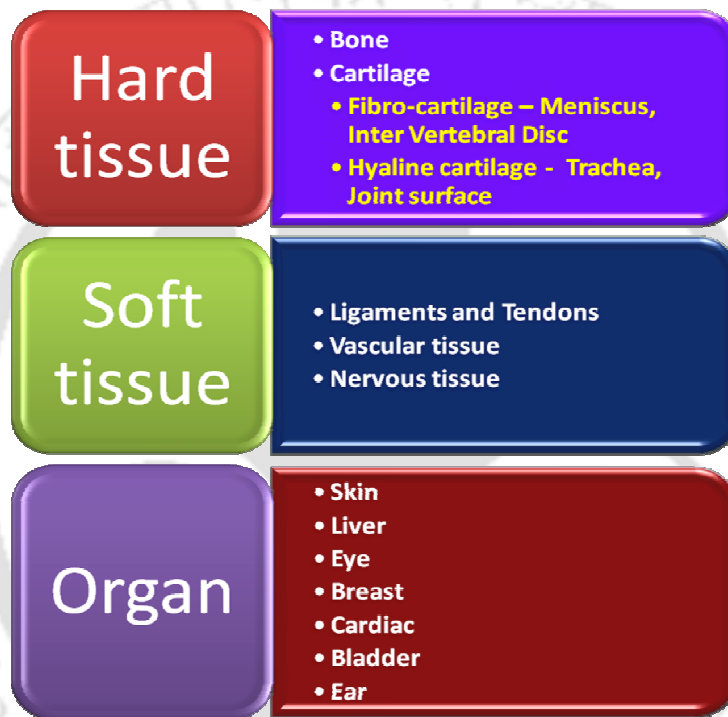 Hard
tissue
• Bone
• Cartilage
• Fibro-cartilage – Meniscus,
Inter Vertebral Disc
• Hyaline cartilage - Trachea,
Joint surface
Soft
tissue
• Ligaments and Tendons
• Vascular tissue
• Nervous tissue
Organ
• Skin
• Liver
• Eye
• Breast
• Cardiac
• Bladder
• Ear